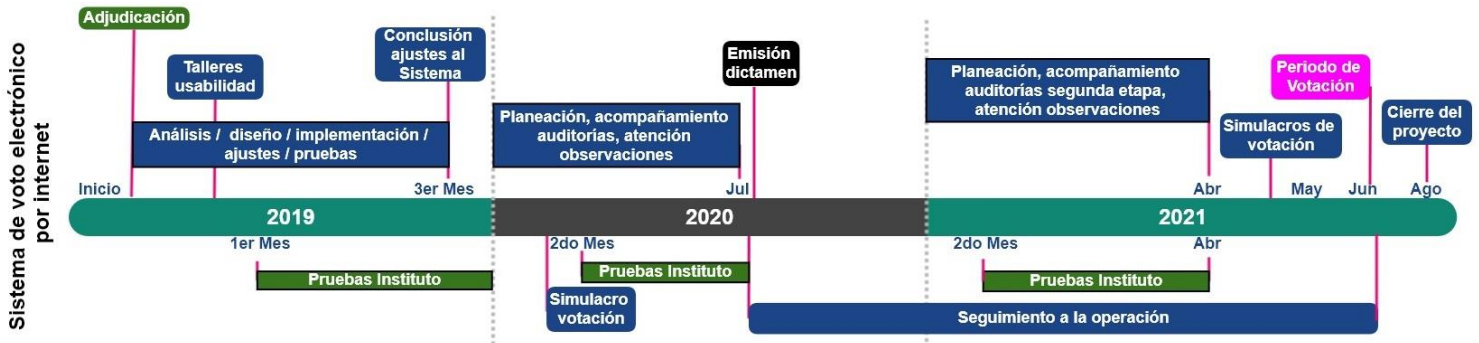 Sistema de voto electrónico
por internet
Adjudicación
Talleres
usabilidad
Conclusión
ajustes al
Sistema
Análisis / diseño / implementación /
ajustes / pruebas
Planeación, acompañamiento
auditorías, atención
observaciones
Emisión
dictamen
Planeación, acompañamiento
auditorías segunda etapa,
atención observaciones
Periodo de
Votación
Simulacros de
votación
Cierre del
proyecto
Inicio
3er Mes
Jul
Abr
May
Jun
Ago
2019
2020
2021
1er Mes
2do Mes
2do Mes
Abr
Pruebas Instituto
Pruebas Instituto
Pruebas Instituto
Simulacro
votación
Seguimiento a la operación